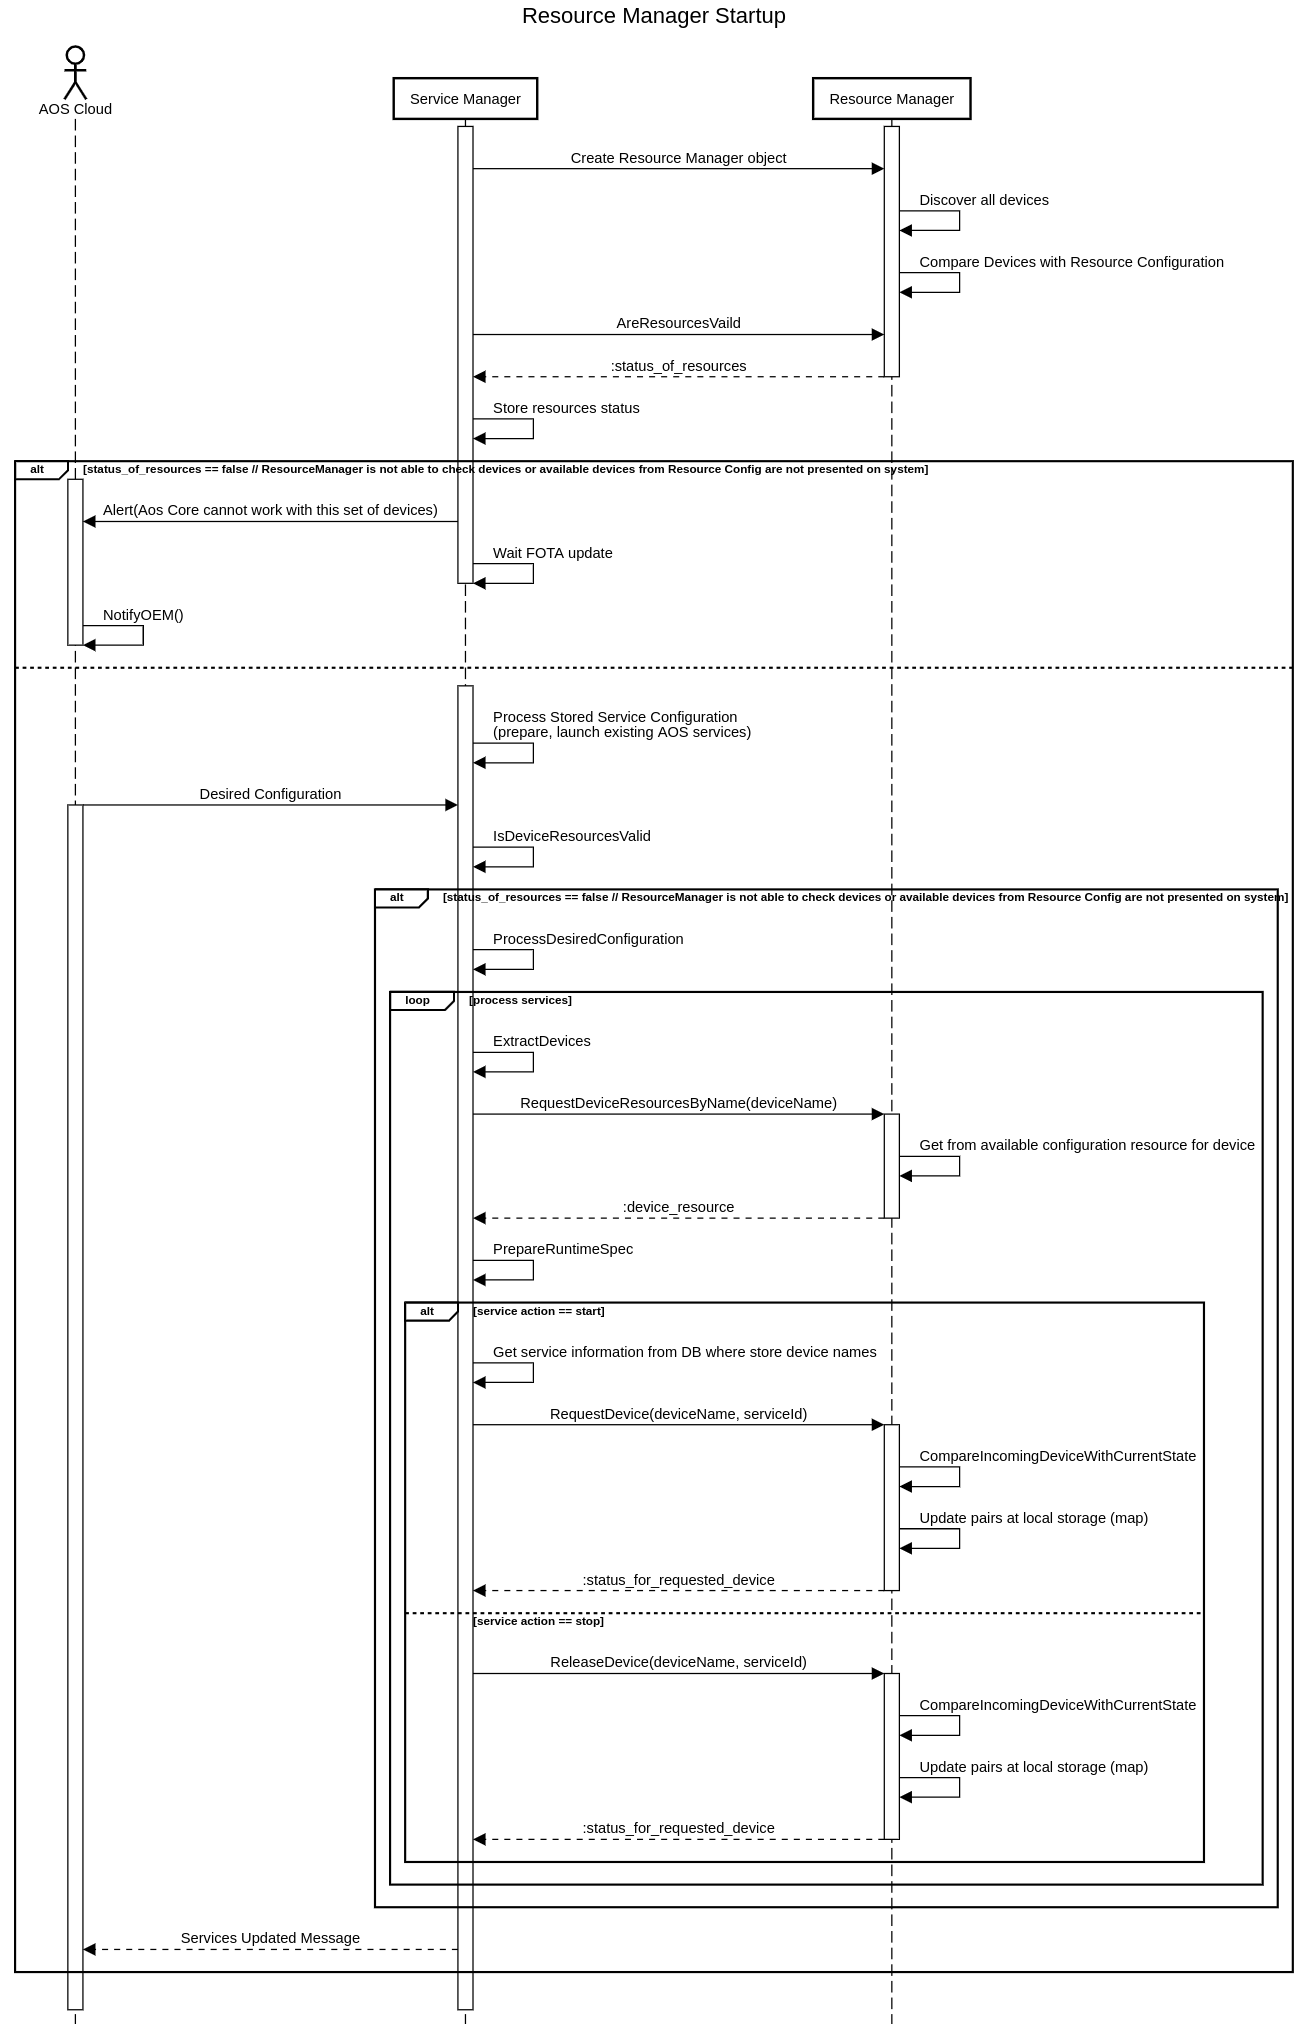 Resource Manager Startup
AOS Cloud
Service Manager
Resource Manager
Create Resource Manager object
Discover all devices
Compare Devices with Resource Configuration
AreResourcesVaild
:status_of_resources
Store resources status
alt
[status_of_resources == false // ResourceManager is not able to check devices or available devices from Resource Config are not presented on system]
Alert(Aos Core cannot work with this set of devices)
Wait FOTA update
NotifyOEM()
Process Stored Service Configuration
(prepare, launch existing AOS services)
Desired Configuration
IsDeviceResourcesValid
alt
[status_of_resources == false // ResourceManager is not able to check devices or available devices from Resource Config are not presented on system]
ProcessDesiredConfiguration
loop
[process services]
ExtractDevices
RequestDeviceResourcesByName(deviceName)
Get from available configuration resource for device
:device_resource
PrepareRuntimeSpec
alt
[service action == start]
Get service information from DB where store device names
RequestDevice(deviceName, serviceId)
CompareIncomingDeviceWithCurrentState
Update pairs at local storage (map)
:status_for_requested_device
[service action == stop]
ReleaseDevice(deviceName, serviceId)
CompareIncomingDeviceWithCurrentState
Update pairs at local storage (map)
:status_for_requested_device
Services Updated Message